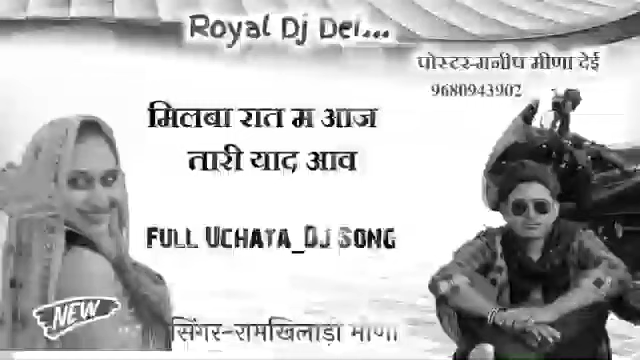 Royal Dj Dei...
पोस्टर-मनीष मीणा देई
9680943902
मिलबा रात म आज
तारी याद आव
Full Uchata_Dj Song
NEW
सिंगर-रामखिलाड़ी मीणा